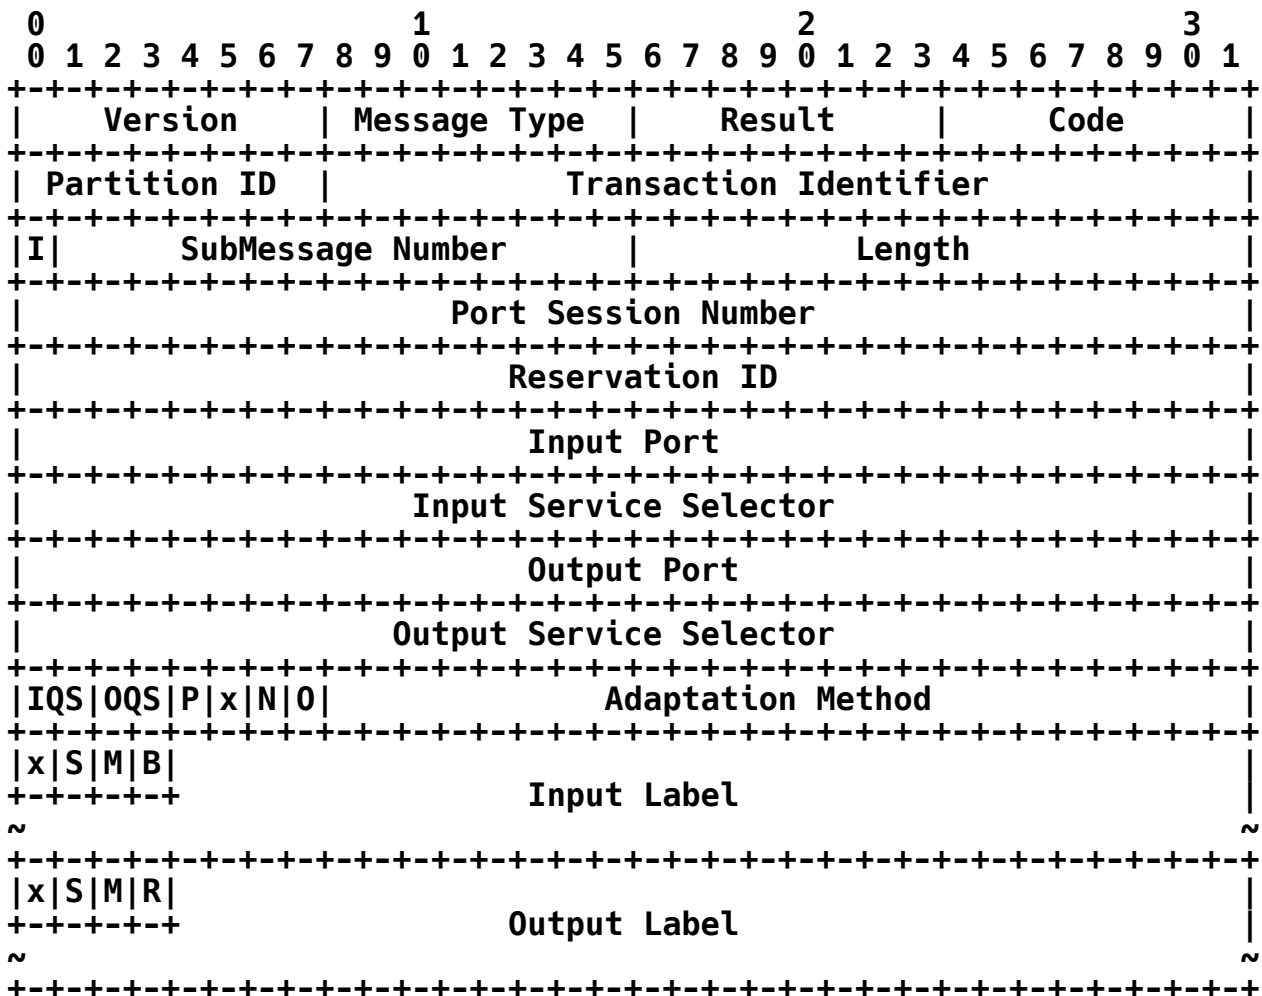 0                   1                   2                   3
 0 1 2 3 4 5 6 7 8 9 0 1 2 3 4 5 6 7 8 9 0 1 2 3 4 5 6 7 8 9 0 1
+-+-+-+-+-+-+-+-+-+-+-+-+-+-+-+-+-+-+-+-+-+-+-+-+-+-+-+-+-+-+-+-+
|    Version    | Message Type  |    Result     |     Code      |
+-+-+-+-+-+-+-+-+-+-+-+-+-+-+-+-+-+-+-+-+-+-+-+-+-+-+-+-+-+-+-+-+
| Partition ID  |            Transaction Identifier             |
+-+-+-+-+-+-+-+-+-+-+-+-+-+-+-+-+-+-+-+-+-+-+-+-+-+-+-+-+-+-+-+-+
|I|      SubMessage Number      |           Length              |
+-+-+-+-+-+-+-+-+-+-+-+-+-+-+-+-+-+-+-+-+-+-+-+-+-+-+-+-+-+-+-+-+
|                      Port Session Number                      |
+-+-+-+-+-+-+-+-+-+-+-+-+-+-+-+-+-+-+-+-+-+-+-+-+-+-+-+-+-+-+-+-+
|                         Reservation ID                        |
+-+-+-+-+-+-+-+-+-+-+-+-+-+-+-+-+-+-+-+-+-+-+-+-+-+-+-+-+-+-+-+-+
|                          Input Port                           |
+-+-+-+-+-+-+-+-+-+-+-+-+-+-+-+-+-+-+-+-+-+-+-+-+-+-+-+-+-+-+-+-+
|                    Input Service Selector                     |
+-+-+-+-+-+-+-+-+-+-+-+-+-+-+-+-+-+-+-+-+-+-+-+-+-+-+-+-+-+-+-+-+
|                          Output Port                          |
+-+-+-+-+-+-+-+-+-+-+-+-+-+-+-+-+-+-+-+-+-+-+-+-+-+-+-+-+-+-+-+-+
|                   Output Service Selector                     |
+-+-+-+-+-+-+-+-+-+-+-+-+-+-+-+-+-+-+-+-+-+-+-+-+-+-+-+-+-+-+-+-+
|IQS|OQS|P|x|N|O|              Adaptation Method                |
+-+-+-+-+-+-+-+-+-+-+-+-+-+-+-+-+-+-+-+-+-+-+-+-+-+-+-+-+-+-+-+-+
|x|S|M|B|                                                       |
+-+-+-+-+                  Input Label                          |
~                                                               ~
+-+-+-+-+-+-+-+-+-+-+-+-+-+-+-+-+-+-+-+-+-+-+-+-+-+-+-+-+-+-+-+-+
|x|S|M|R|                                                       |
+-+-+-+-+                 Output Label                          |
~                                                               ~
+-+-+-+-+-+-+-+-+-+-+-+-+-+-+-+-+-+-+-+-+-+-+-+-+-+-+-+-+-+-+-+-+